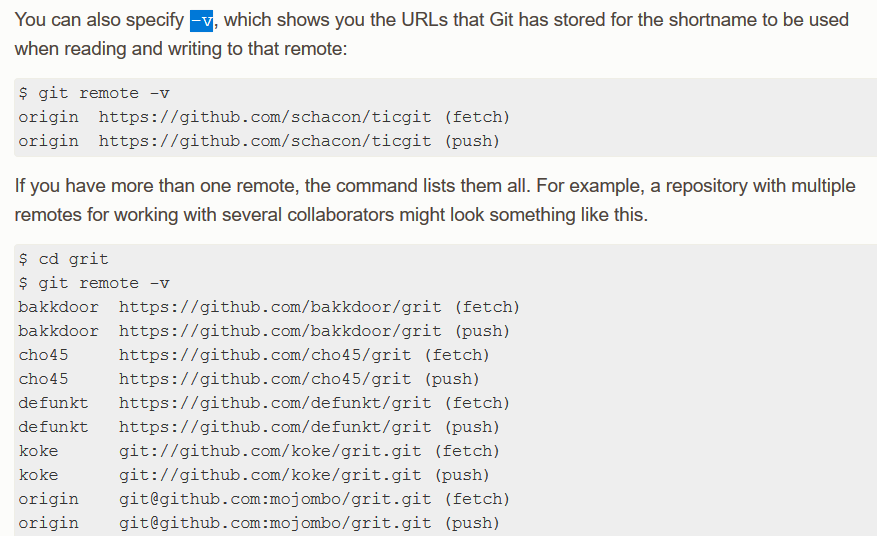 You can also specify -v, which shows you the URLs that Git has stored for the shortname to be used
when reading and writing to that remote:
$ git remote -v
origin  https://github.com/schacon/ticgit (fetch)
origin  https://github.com/schacon/ticgit (push)
If you have more than one remote, the command lists them all. For example, a repository with multiple
remotes for working with several collaborators might look something like this.
$ cd grit
$ git remote -v
bakkdoor  https://github.com/bakkdoor/grit (fetch)
bakkdoor  https://github.com/bakkdoor/grit (push)
cho45     https://github.com/cho45/grit (fetch)
cho45     https://github.com/cho45/grit (push)
defunkt   https://github.com/defunkt/grit (fetch)
defunkt   https://github.com/defunkt/grit (push)
koke      git://github.com/koke/grit.git (fetch)
koke      git://github.com/koke/grit.git (push)
origin    git@github.com:mojombo/grit.git (fetch)
origin    git@github.com:mojombo/grit.git (push)